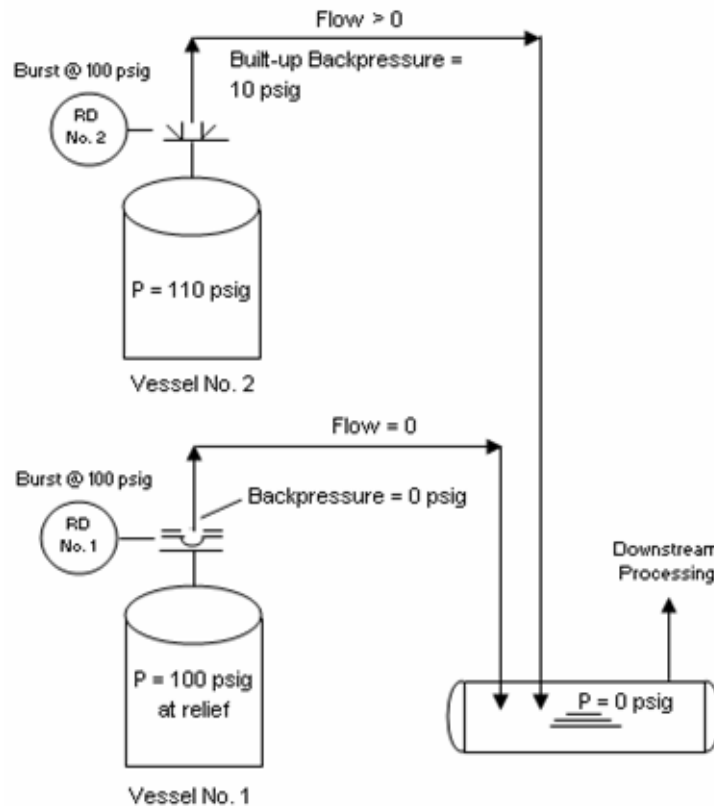 Flow > 0
Built-up Backpressure =
10 psig
Burst @ 100 psig
RD
No. 2
P = 110 psig
Vessel No. 2
Flow = 0
Burst @ 100 psig
Backpressure = 0 psig
RD
No. 1
Downstream
Processing
P = 100 psig
at relief
P = 0 psig
Vessel No. 1